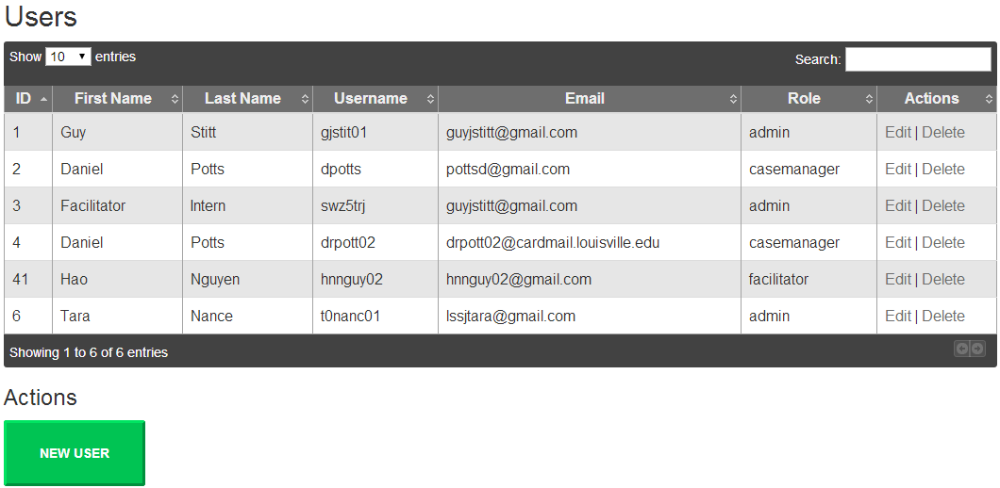 Users
Show 10 entries Search:
ID First Name Last Name Username Email Role Actions
1 Guy Stitt gjstit01 guyjstitt@gmail.com admin Edit | Delete
2 Daniel Potts dpotts pottsd@gmail.com casemanager Edit | Delete
3 Facilitator Intern swz5trj guyjstitt@gmail.com admin Edit | Delete
4 Daniel Potts drpott02 drpott02@cardmail.louisville.edu casemanager Edit | Delete
41 Hao Nguyen hnnguy02 hnnguy02@gmail.com facilitator Edit | Delete
6 Tara Nance t0nanc01 lssjtara@gmail.com admin Edit | Delete
Showing 1 to 6 of 6 entries
Actions
NEW USER